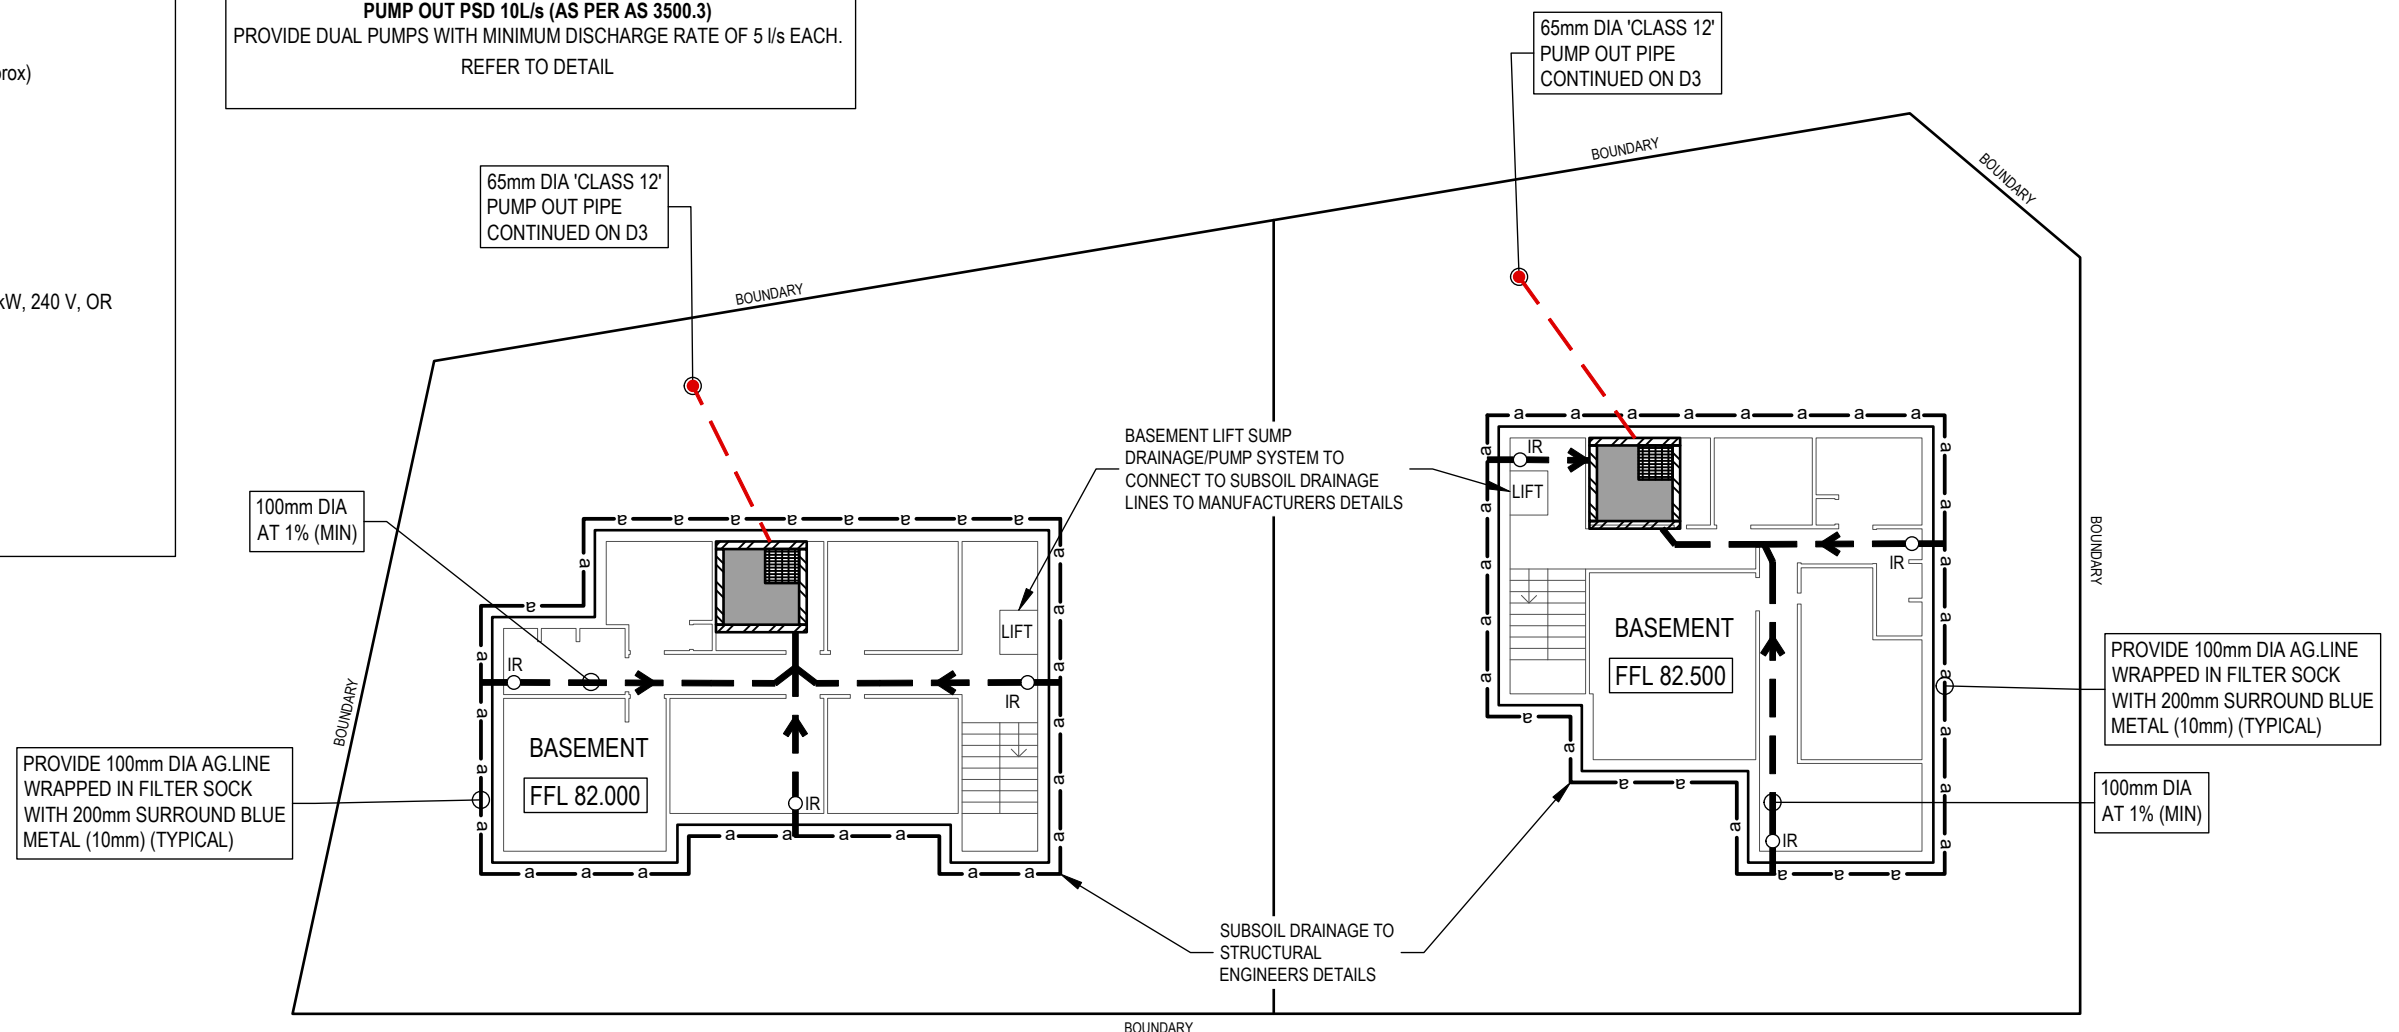 PUMP OUT PSD 10L/s (AS PER AS 3500.3)
PROVIDE DUAL PUMPS WITH MINIMUM DISCHARGE RATE OF 5 l/s EACH.
REFER TO DETAIL
kW, 240 V, OR
65mm DIA 'CLASS 12'
PUMP OUT PIPE
CONTINUED ON D3
65mm DIA 'CLASS 12'
PUMP OUT PIPE
CONTINUED ON D3
BOUNDARY
BOUNDARY
BOUNDARY
BOUNDARY
BOUNDARY
BOUNDARY
100mm DIA
AT 1% (MIN)
BASEMENT LIFT SUMP
DRAINAGE/PUMP SYSTEM TO
CONNECT TO SUBSOIL DRAINAGE
LINES TO MANUFACTURERS DETAILS
a a a a a a a a
a a a a a a a a
a a a a a a a a
a a a a a a a a
a a a a a a a a
a a a a a a a a
a a a a a a a a
IR
IR
IR
LIFT
BASEMENT
FFL 82.000
IR
IR
IR
LIFT
BASEMENT
FFL 82.500
PROVIDE 100mm DIA AG.LINE
WRAPPED IN FILTER SOCK
WITH 200mm SURROUND BLUE
METAL (10mm) (TYPICAL)
PROVIDE 100mm DIA AG.LINE
WRAPPED IN FILTER SOCK
WITH 200mm SURROUND BLUE
METAL (10mm) (TYPICAL)
100mm DIA
AT 1% (MIN)
SUBSOIL DRAINAGE TO
STRUCTURAL
ENGINEERS DETAILS